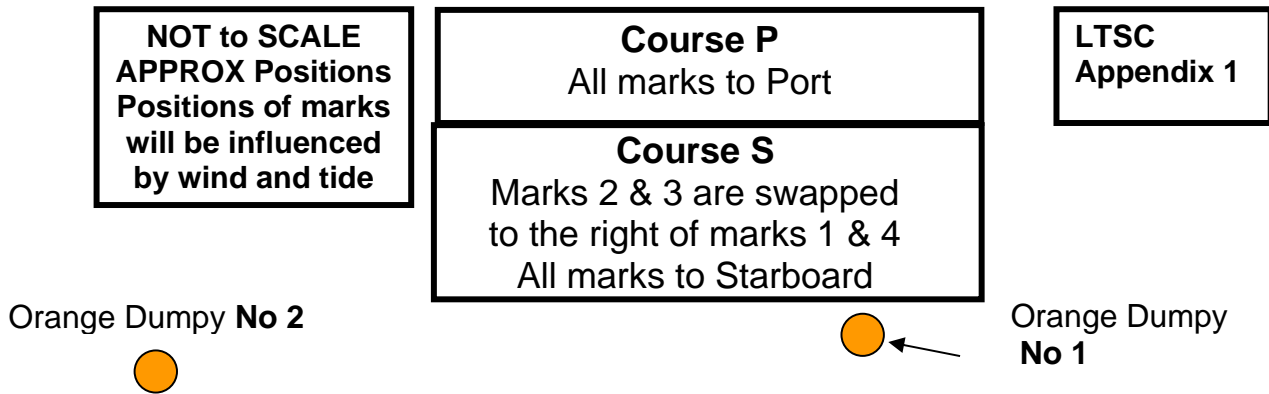 NOT to SCALE
APPROX Positions
Positions of marks
will be influenced
by wind and tide
Course P
All marks to Port
LTSC
Appendix 1
Course S
Marks 2 & 3 are swapped
to the right of marks 1 & 4
All marks to Starboard
Orange Dumpy No 2
Orange Dumpy
No 1